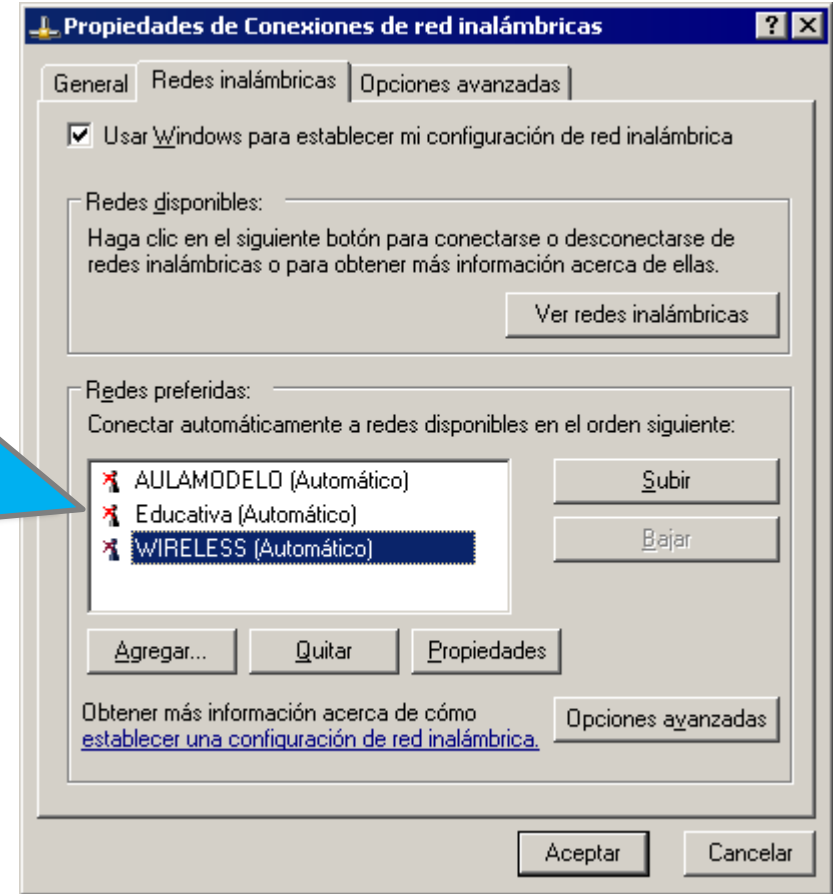 Propiedades de Conexiones de red inalámbricas
General Redes inalámbricas Opciones avanzadas
Usar Windows para establecer mi configuración de red inalámbrica
Redes disponibles:
Haga clic en el siguiente botón para conectarse o desconectarse de
redes inalámbricas o para obtener más información acerca de ellas.
Ver redes inalámbricas
Redes preferidas:
Conectar automáticamente a redes disponibles en el orden siguiente:
AULAMODELO (Automático)
Educativa (Automático)
WIRELESS (Automático)
Subir
Bajar
Agregar... Quitar Propiedades
Obtener más información acerca de cómo
establecer una configuración de red inalámbrica.
Opciones avanzadas
Aceptar Cancelar